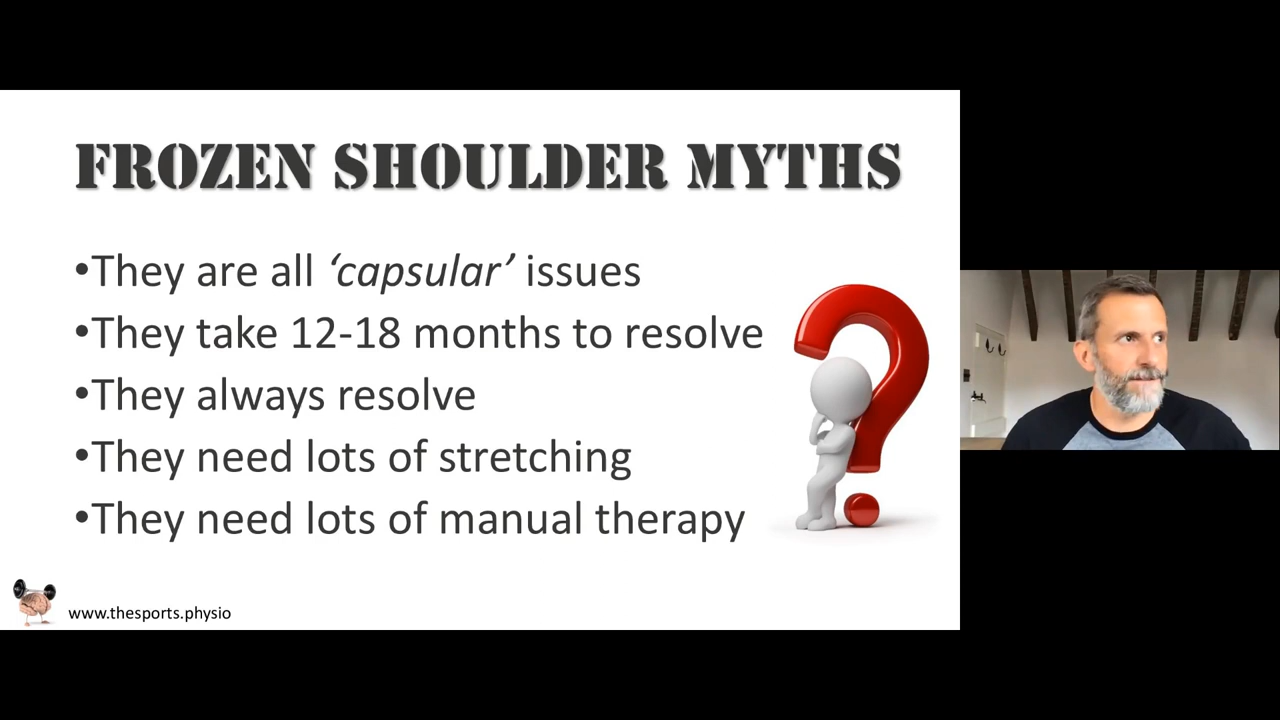 FROZEN SHOULDER MYTHS
•They are all ‘capsular’ issues
•They take 12-18 months to resolve
•They always resolve
•They need lots of stretching
•They need lots of manual therapy
www.thesports.physio